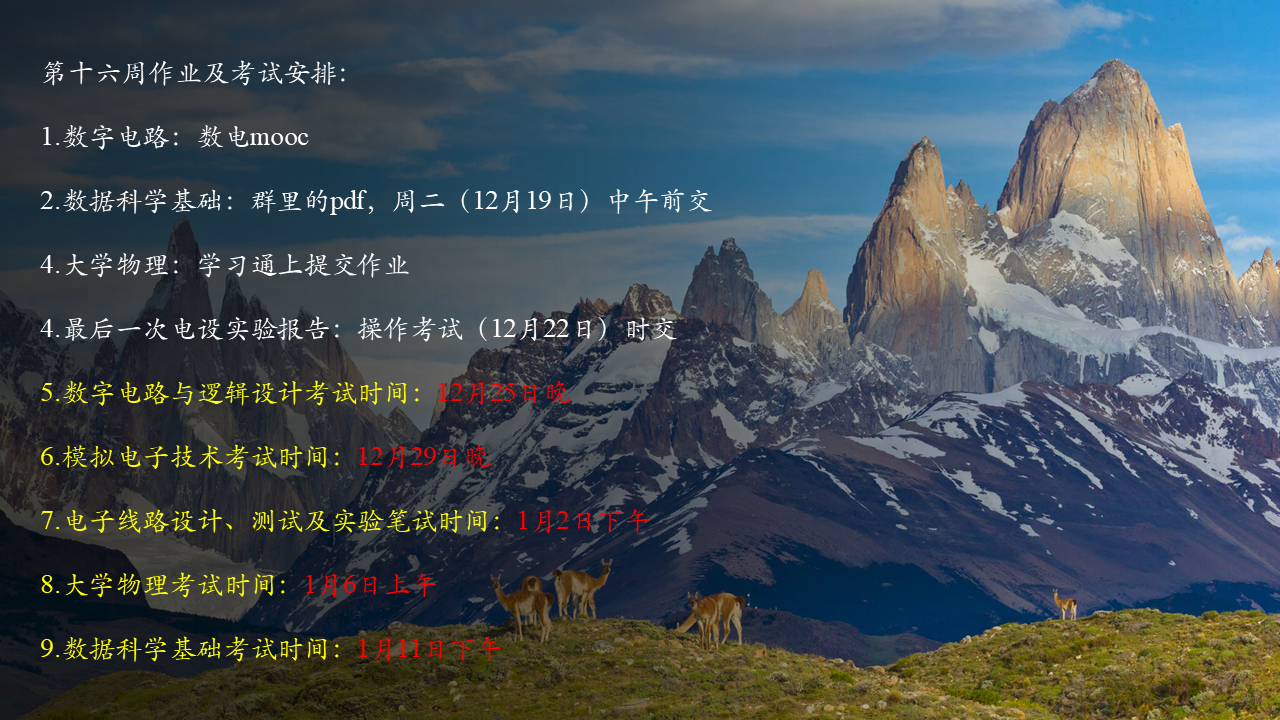 第十六周作业及考试安排：
1.数字电路：数电mooc
2.数据科学基础：群里的pdf，周二（12月19日）中午前交
4.大学物理：学习通上提交作业
4.最后一次电设实验报告：操作考试（12月22日）时交
5.数字电路与逻辑设计考试时间：12月25日晚
6.模拟电子技术考试时间：12月29日晚
7.电子线路设计、测试及实验笔试时间：1月2日下午
8.大学物理考试时间：1月6日上午
9.数据科学基础考试时间：1月11日下午